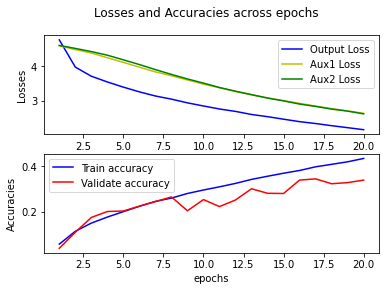 Losses and Accuracies across epochs
Losses
4
3
Output Loss
Aux1 Loss
Aux2 Loss
2.5 5.0 7.5 10.0 12.5 15.0 17.5 20.0
Accuracies
0.4
0.2
Train accuracy
Validate accuracy
2.5 5.0 7.5 10.0 12.5 15.0 17.5 20.0
epochs